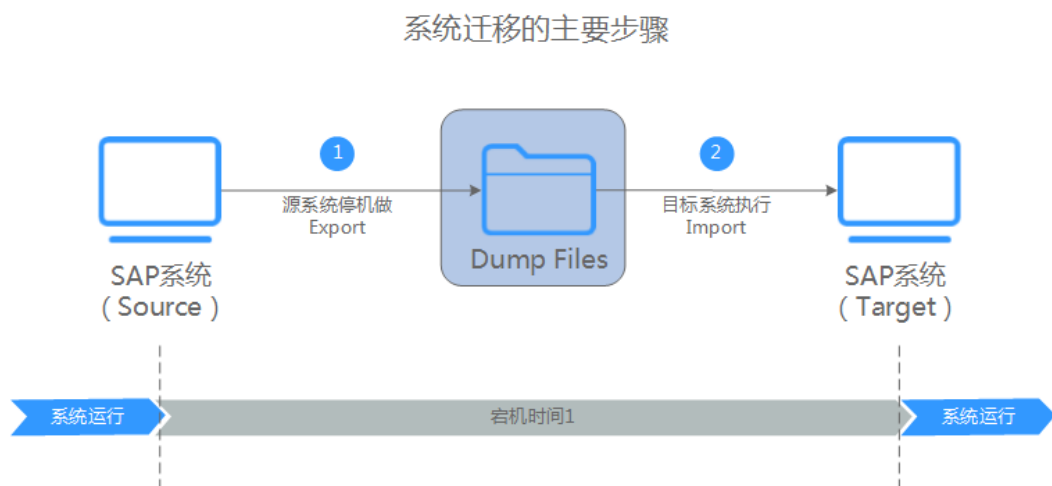 系统迁移的主要步骤
1
2
源系统停机做
Export
目标系统执行
Import
Dump Files
SAP系统
( Source )
SAP系统
( Target )
系统运行
宕机时间1
系统运行